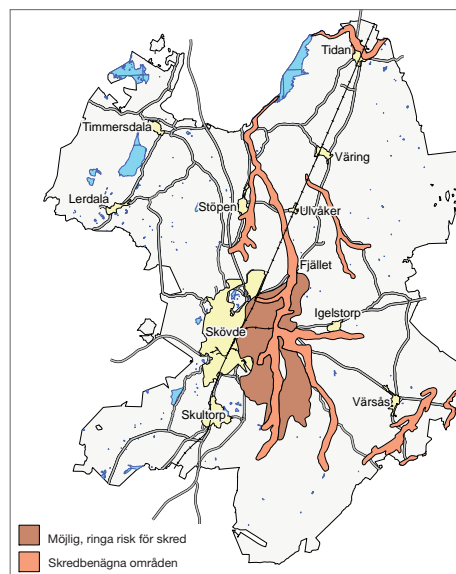 Tidan
Timmersdala
Väring
Lerdala
Stöpen
Ulvåker
Fjället
Igelstorp
Skövde
Värsås
Skultorp
Möjlig, ringa risk för skred
Skredbenägna områden